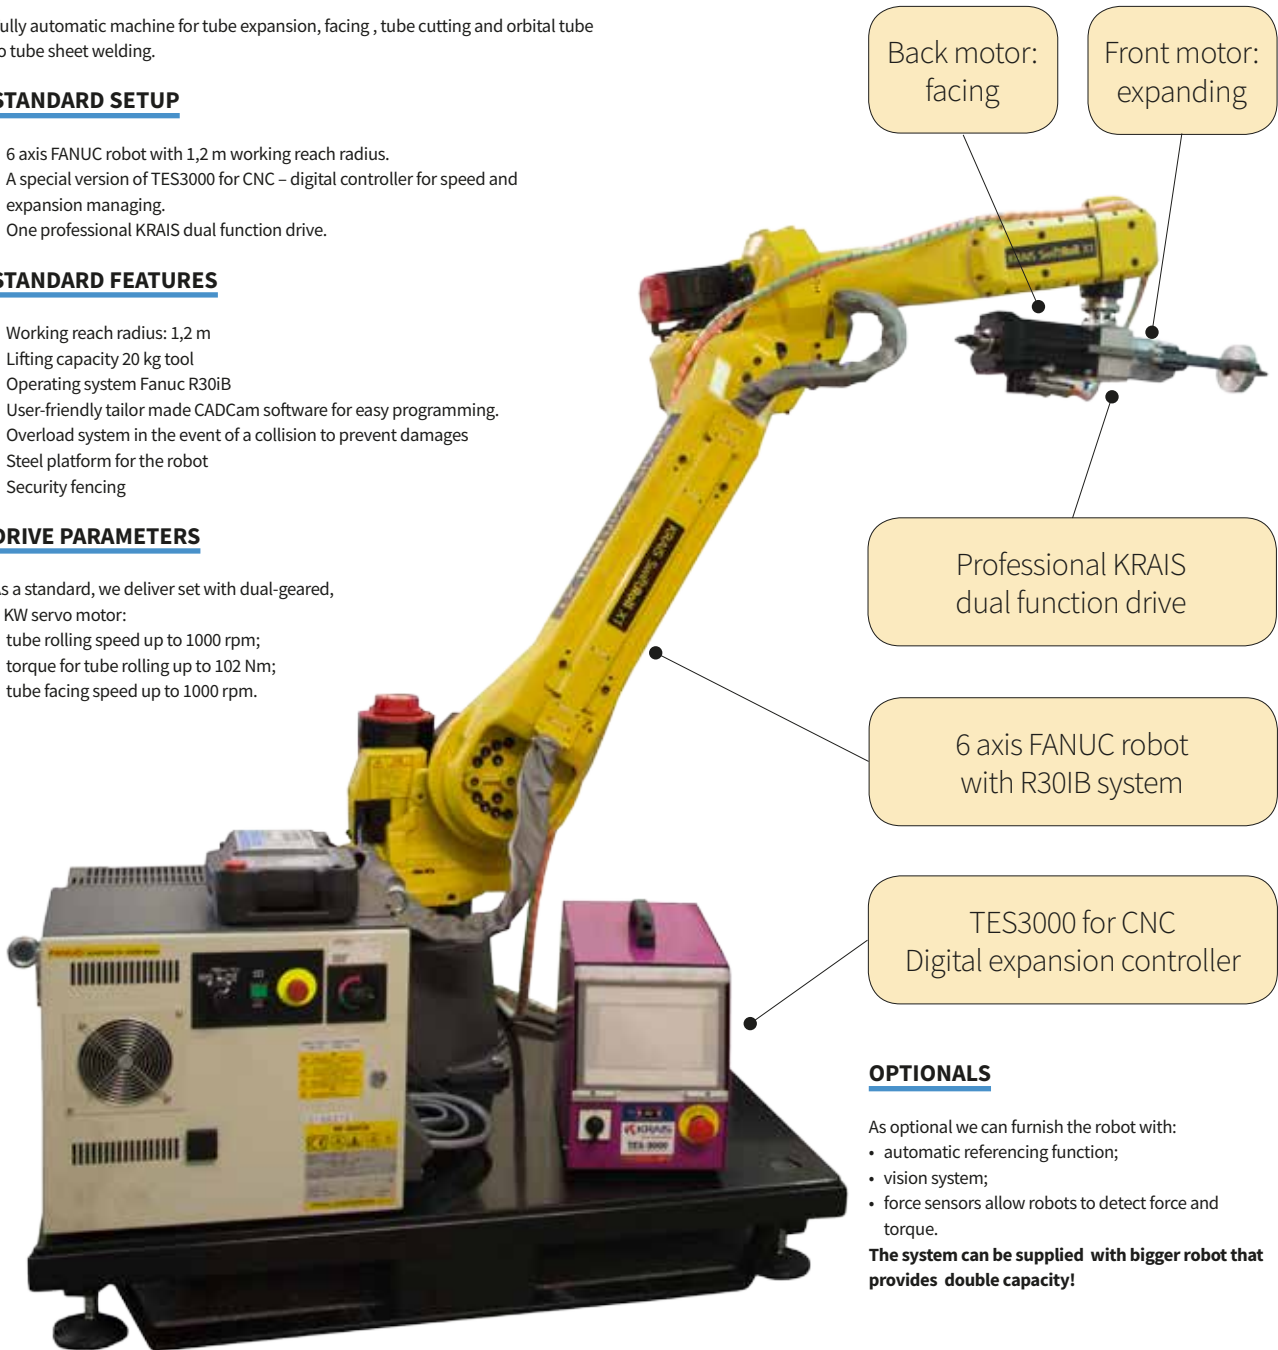 ully automatic machine for tube expansion, facing , tube cutting and orbital tube
o tube sheet welding.
STANDARD SETUP
6 axis FANUC robot with 1,2 m working reach radius.
A special version of TES3000 for CNC – digital controller for speed and
expansion managing.
One professional KRAIS dual function drive.
STANDARD FEATURES
Working reach radius: 1,2 m
Lifting capacity 20 kg tool
Operating system Fanuc R30iB
User-friendly tailor made CADCam software for easy programming.
Overload system in the event of a collision to prevent damages
Steel platform for the robot
Security fencing
DRIVE PARAMETERS
As a standard, we deliver set with dual-geared,
KW servo motor:
tube rolling speed up to 1000 rpm;
torque for tube rolling up to 102 Nm;
tube facing speed up to 1000 rpm.
Back motor:
facing
Front motor:
expanding
KRAIS SwiftRoll X1
KRAIS SwiftRoll X1
Professional KRAIS
dual function drive
6 axis FANUC robot
with R30IB system
TES3000 for CNC
Digital expansion controller
FANUC
KRAIS
TES-3000
OPTIONALS
As optional we can furnish the robot with:
• automatic referencing function;
• vision system;
• force sensors allow robots to detect force and
torque.
The system can be supplied with bigger robot that
provides double capacity!